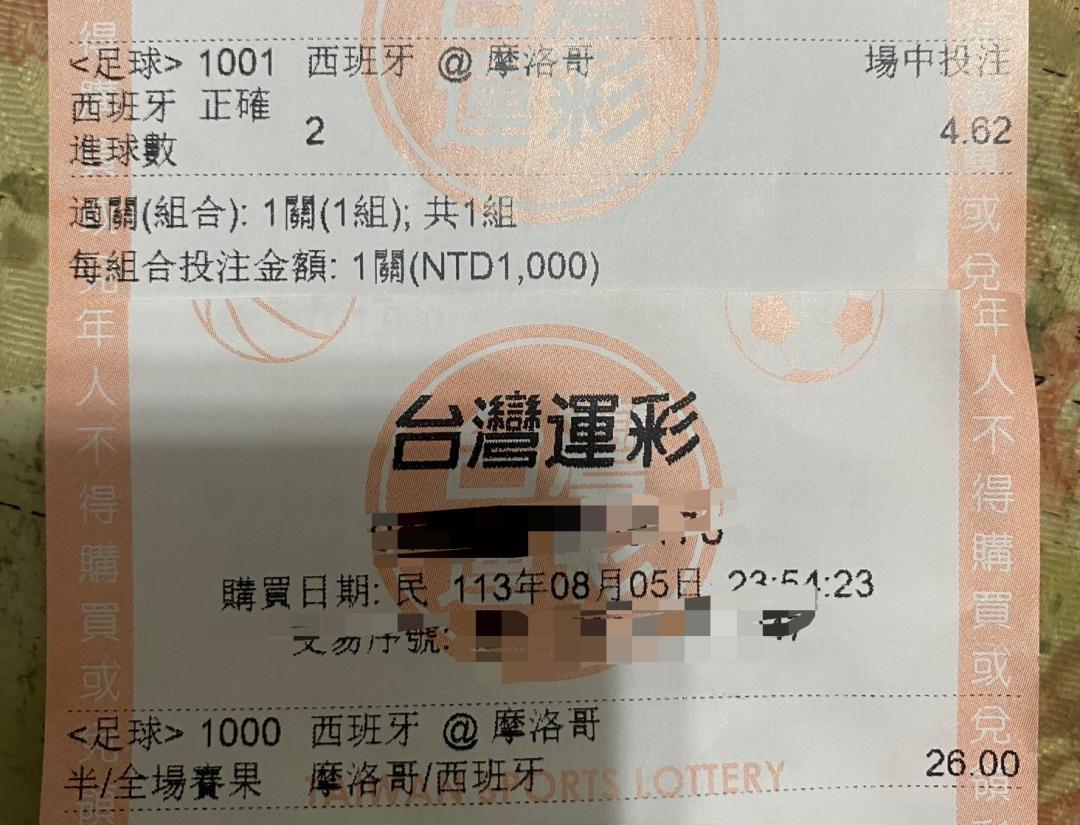 <足球> 1001 西班牙 @ 摩洛哥 場中投注
西班牙 正確
進球數 2 4.62
過關(組合): 1關(1組); 共1組
每組合投注金額: 1關(NTD1,000)
台灣運彩
購買日期: 民 113年08月05日 23:54:23
交易序號:
<足球> 1000 西班牙 @ 摩洛哥
半/全場賽果 摩洛哥/西班牙 26.00
TAIWAN SPORTS LOTTERY
年人不得購買或兌
年人不得購買或兌